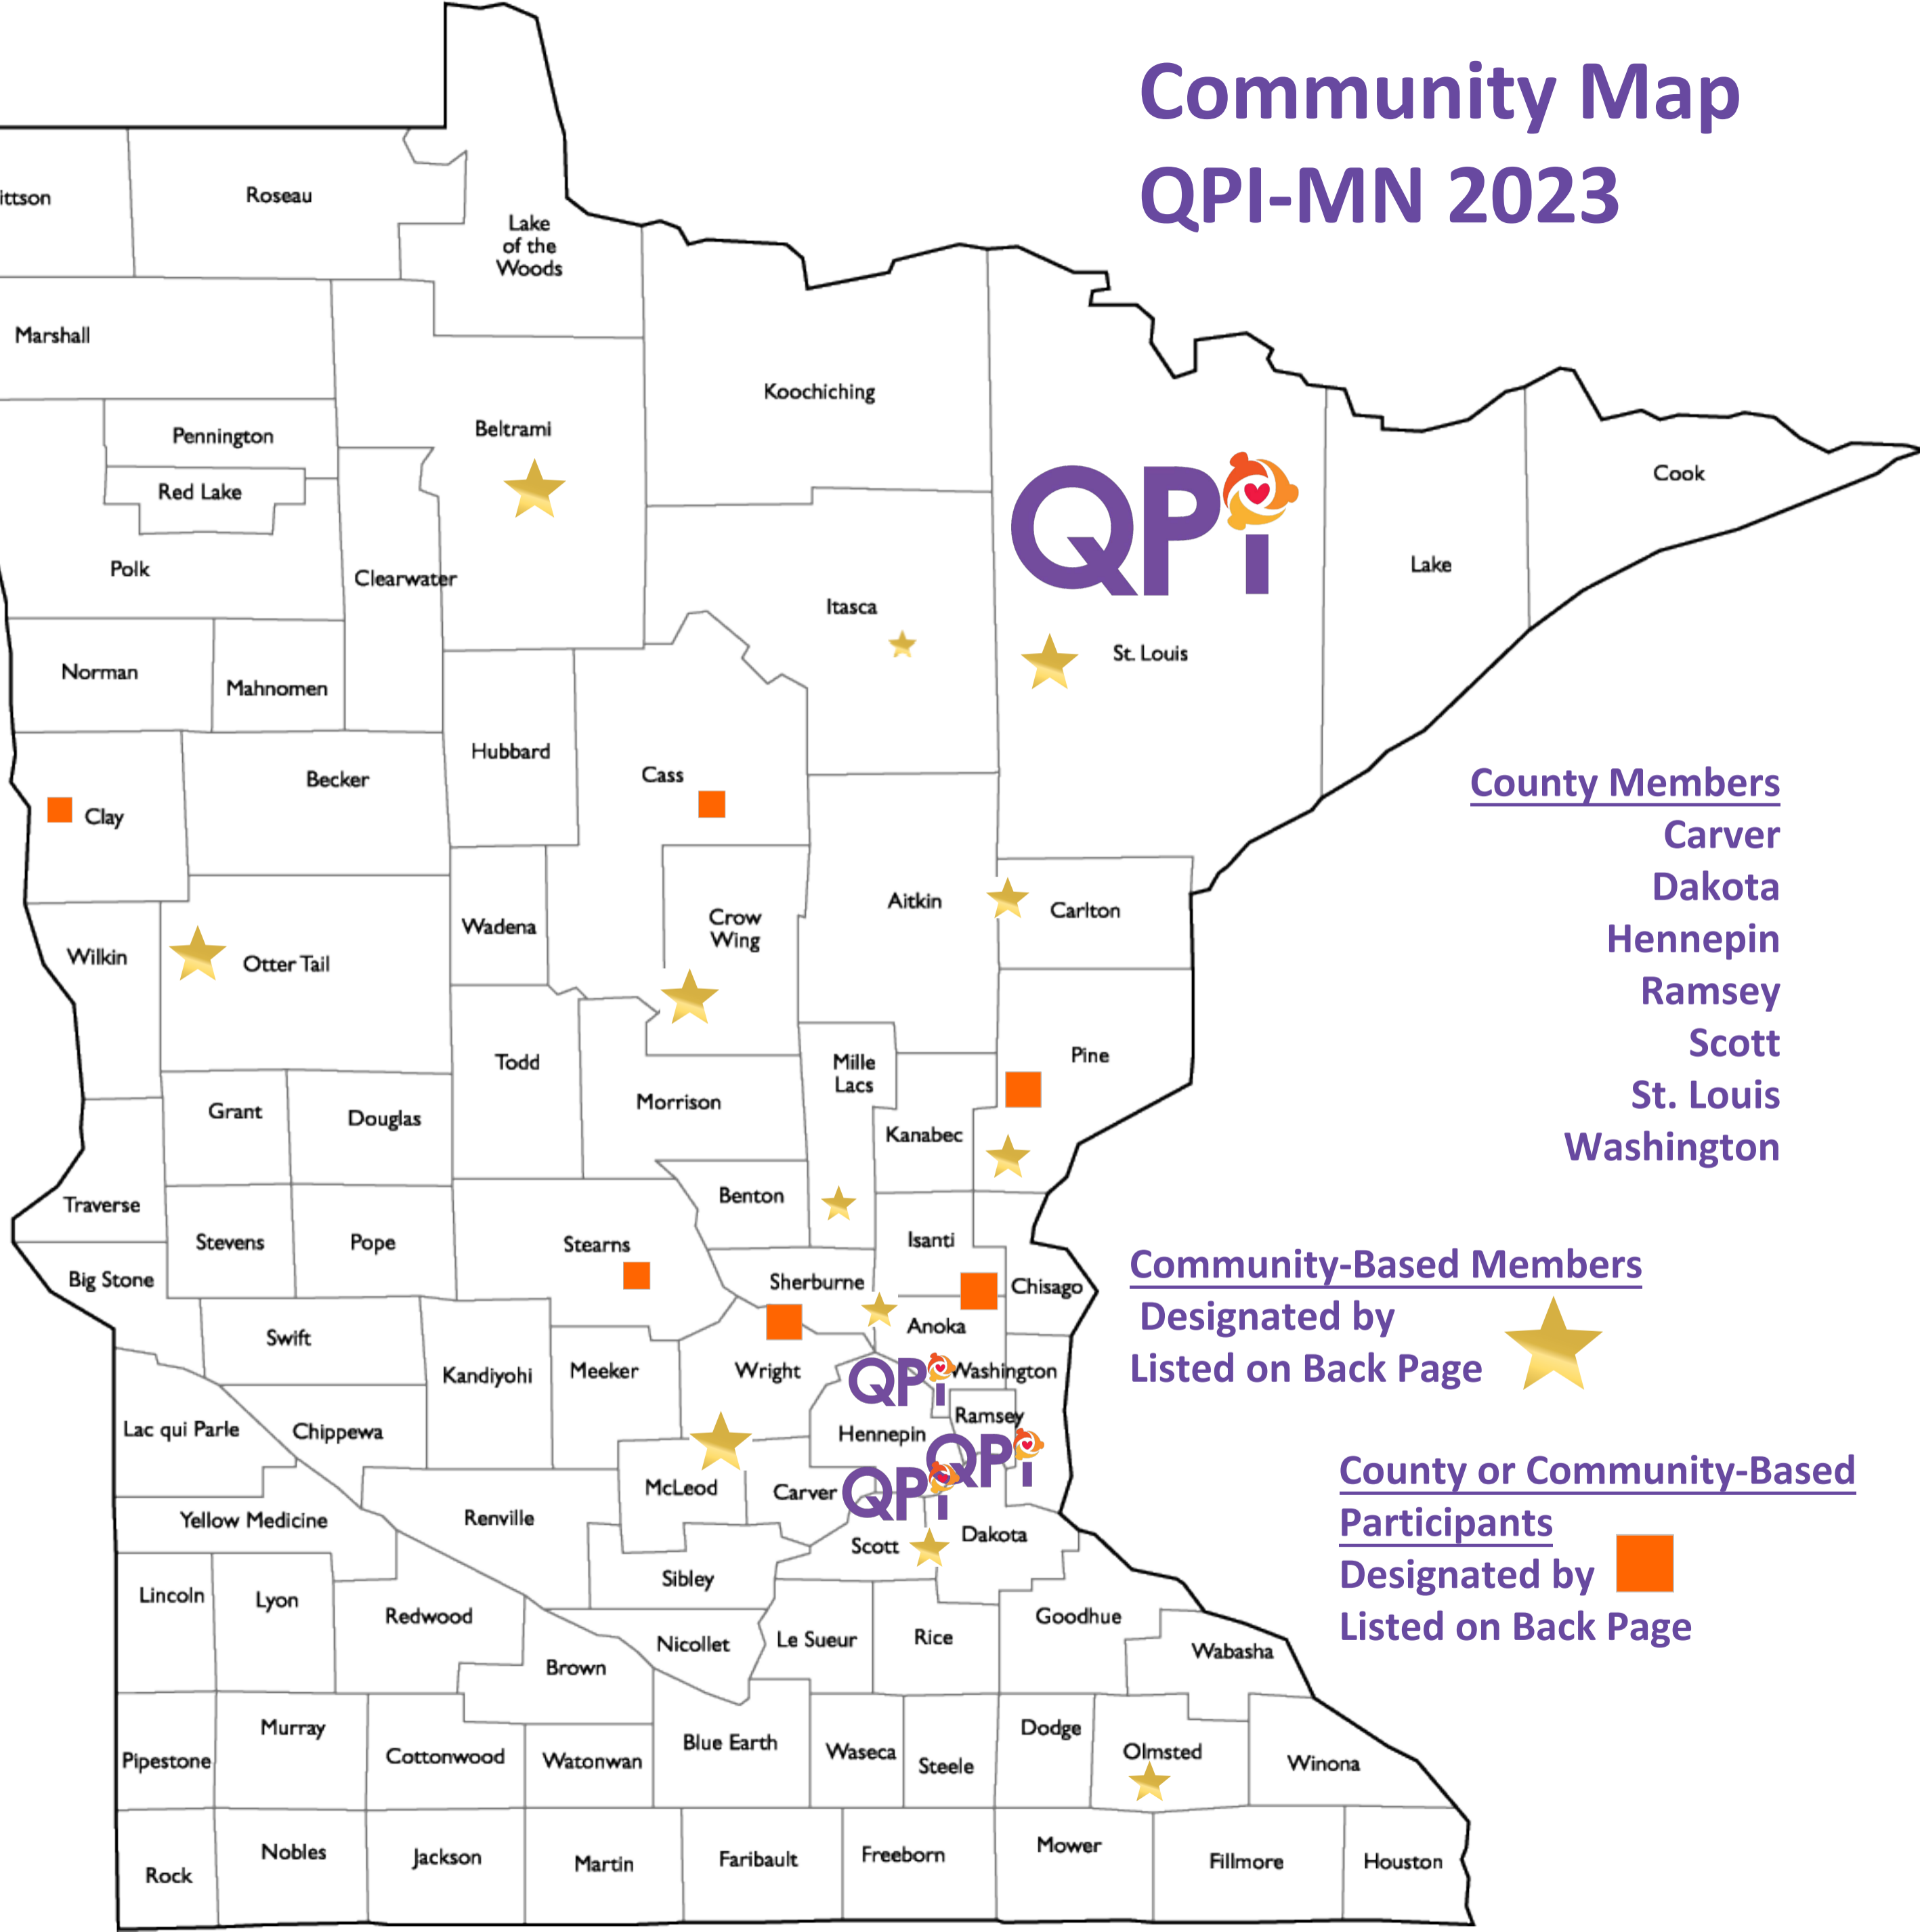 Community Map
QPI-MN 2023
ittson
Roseau
Lake
of the
Woods
Marshall
Koochiching
Pennington
Beltrami
Red Lake
Cook
QPi
Polk
Clearwater
Lake
Itasca
St. Louis
Norman
Mahnomen
Hubbard
Cass
Becker
Clay
County Members
Carver
Dakota
Hennepin
Ramsey
Scott
St. Louis
Washington
Aitkin
Carlton
Crow
Wing
Wadena
Wilkin
Otter Tail
Todd
Mille
Lacs
Pine
Morrison
Grant
Douglas
Kanabec
Traverse
Benton
Stevens
Pope
Stearns
Isanti
Big Stone
Sherburne
Chisago
Community-Based Members
Designated by
Listed on Back Page
Swift
Anoka
Kandiyohi
Meeker
Wright
QPi
Washington
Lac qui Parle
Chippewa
Hennepin
Ramsey
QPi
McLeod
Carver
QPi
County or Community-Based
Participants
Designated by
Listed on Back Page
Yellow Medicine
Renville
Scott
Dakota
Sibley
Lincoln
Lyon
Redwood
Nicollet
Le Sueur
Rice
Goodhue
Wabasha
Brown
Pipestone
Murray
Cottonwood
Watonwan
Blue Earth
Waseca
Steele
Dodge
Olmsted
Winona
Rock
Nobles
Jackson
Martin
Faribault
Freeborn
Mower
Fillmore
Houston